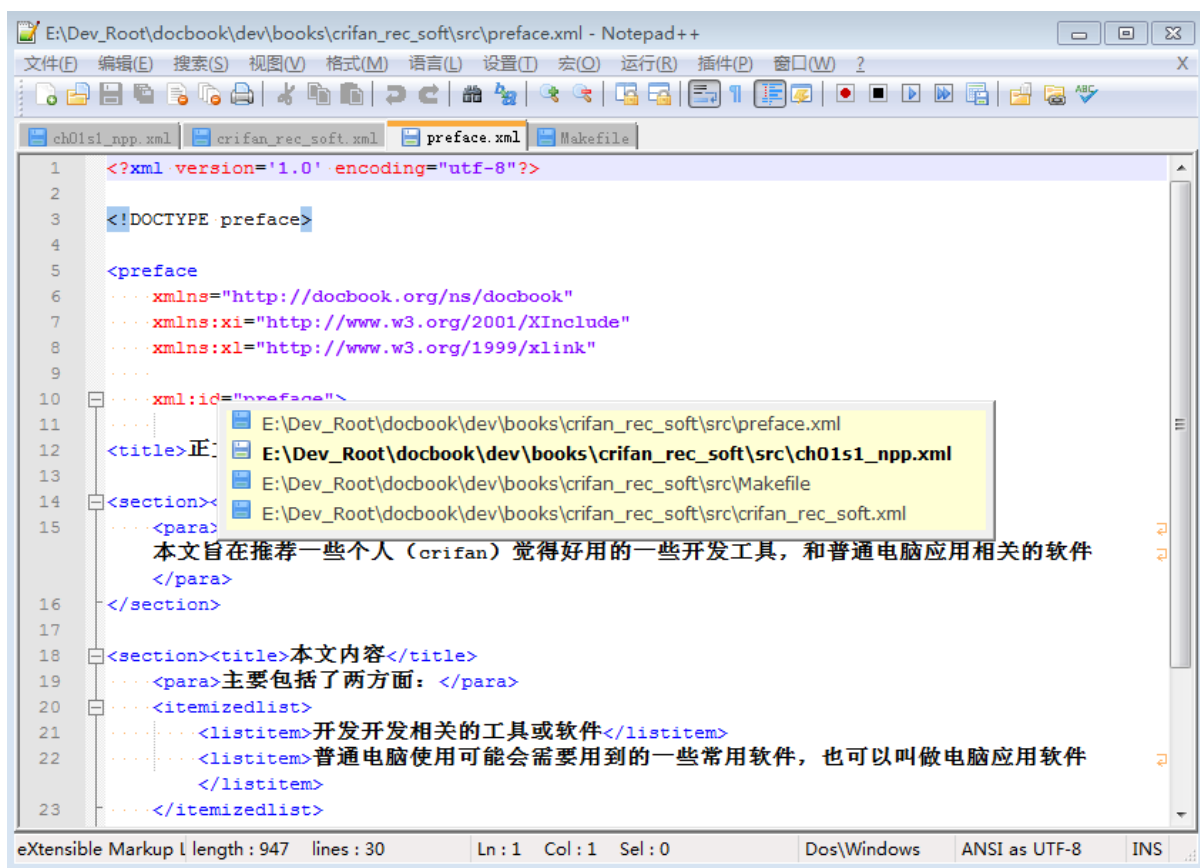 E:\Dev_Root\docbook\dev\books\crifan_rec_soft\src\preface.xml - Notepad++
文件(F) 编辑(E) 搜索(S) 视图(V) 格式(M) 语言(L) 设置(T) 宏(O) 运行(R) 插件(P) 窗口(W) ? X
ABC
ch01s1_npp.xml crifan_rec_soft.xml preface.xml Makefile
1 <?xml version='1.0' encoding="utf-8"?>
2
3 <!DOCTYPE preface>
4
5 <preface
6 xmlns="http://docbook.org/ns/docbook"
7 xmlns:xi="http://www.w3.org/2001/XInclude"
8 xmlns:xl="http://www.w3.org/1999/xlink"
9
10 xml:id="preface">
11 E:\Dev_Root\docbook\dev\books\crifan_rec_soft\src\preface.xml
12 <title>正 E:\Dev_Root\docbook\dev\books\crifan_rec_soft\src\ch01s1_npp.xml
13 E:\Dev_Root\docbook\dev\books\crifan_rec_soft\src\Makefile
14 <section>< E:\Dev_Root\docbook\dev\books\crifan_rec_soft\src\crifan_rec_soft.xml
15 <para>
本文旨在推荐一些个人（crifan）觉得好用的一些开发工具，和普通电脑应用相关的软件
</para>
16 </section>
17
18 <section><title>本文内容</title>
19 <para>主要包括了两方面：</para>
20 <itemizedlist>
21 <listitem>开发开发相关的工具或软件</listitem>
22 <listitem>普通电脑使用可能会需要用到的一些常用软件，也可以叫做电脑应用软件
</listitem>
23 </itemizedlist>
eXtensible Markup L length : 947 lines : 30 Ln : 1 Col : 1 Sel : 0 Dos\Windows ANSI as UTF-8 INS